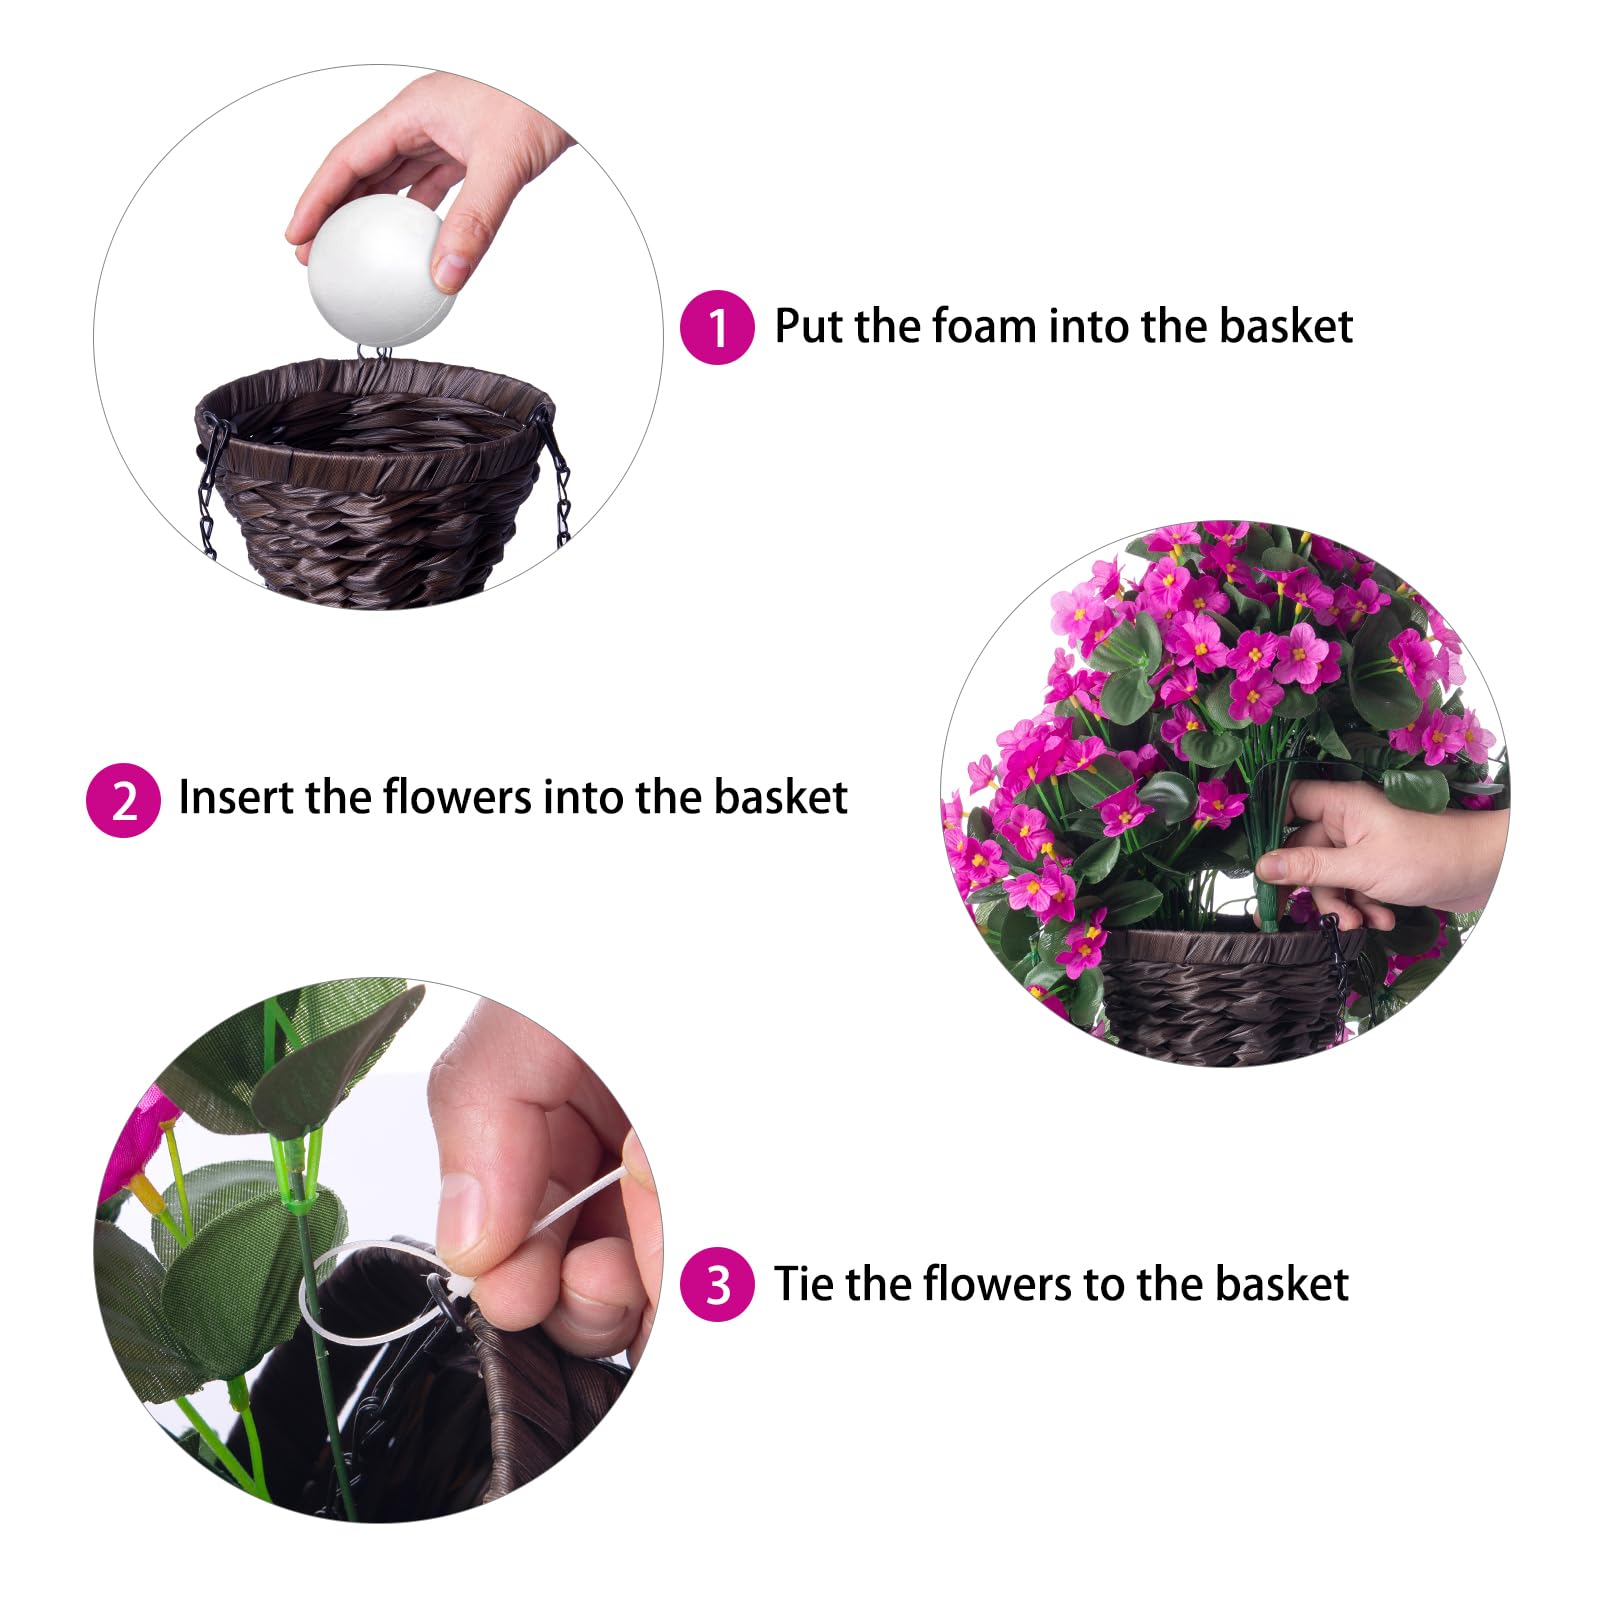 1 Put the foam into the basket
2 Insert the flowers into the basket
3 Tie the flowers to the basket